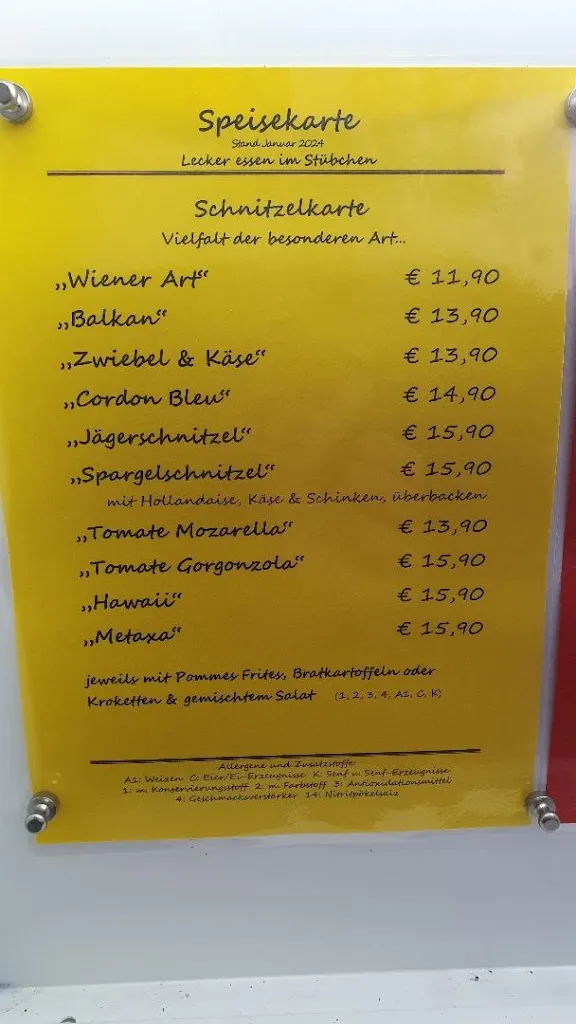 Speisekarte
Stand Januar 2024
Lecker essen im Stübchen
Schnitzelkarte
Vielfalt der besonderen Art...
„Wiener Art“ € 11,90
„Balkan“ € 13,90
„Zwiebel & Käse“ € 13,90
„Cordon Bleu“ € 14,90
„Jägerschnitzel“ € 15,90
„Spargelschnitzel“ € 15,90
mit Hollandaise, Käse & Schinken, überbacken
„Tomate Mozarella“ € 13,90
„Tomate Gorgonzola“ € 15,90
„Hawaii“ € 15,90
„Metaxa“ € 15,90
jeweils mit Pommes Frites, Bratkartoffeln oder
Kroketten & gemischtem Salat (1, 2, 3, 4, A1, C, K)
Allergene und Zusatzstoffe:
A1: Weizen C: Eier/Ei-Erzeugnisse K: Senf u Senf-Erzeugnisse
1: m. Konservierungsstoff 2: m. Farbstoff 3: Antioxidationsmittel
4: Geschmacksverstärker 14: Nitritpökelsalz